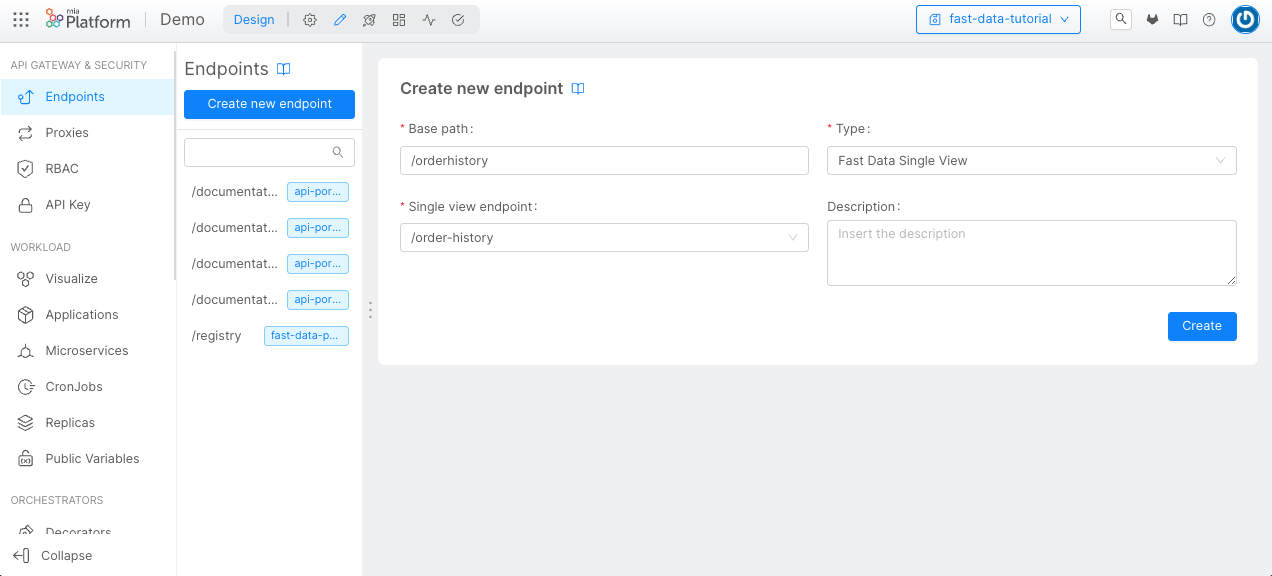 mia
Platform
Demo
Design
fast-data-tutorial
API GATEWAY & SECURITY
Endpoints
Proxies
RBAC
API Key
WORKLOAD
Visualize
Applications
Microservices
CronJobs
Replicas
Public Variables
ORCHESTRATORS
Decorators
Collapse
Endpoints
Create new endpoint
/documentat... api-por...
/documentat... api-por...
/documentat... api-por...
/documentat... api-por...
/registry fast-data-p...
Create new endpoint
* Base path:
/orderhistory
* Type:
Fast Data Single View
* Single view endpoint:
/order-history
Description:
Insert the description
Create